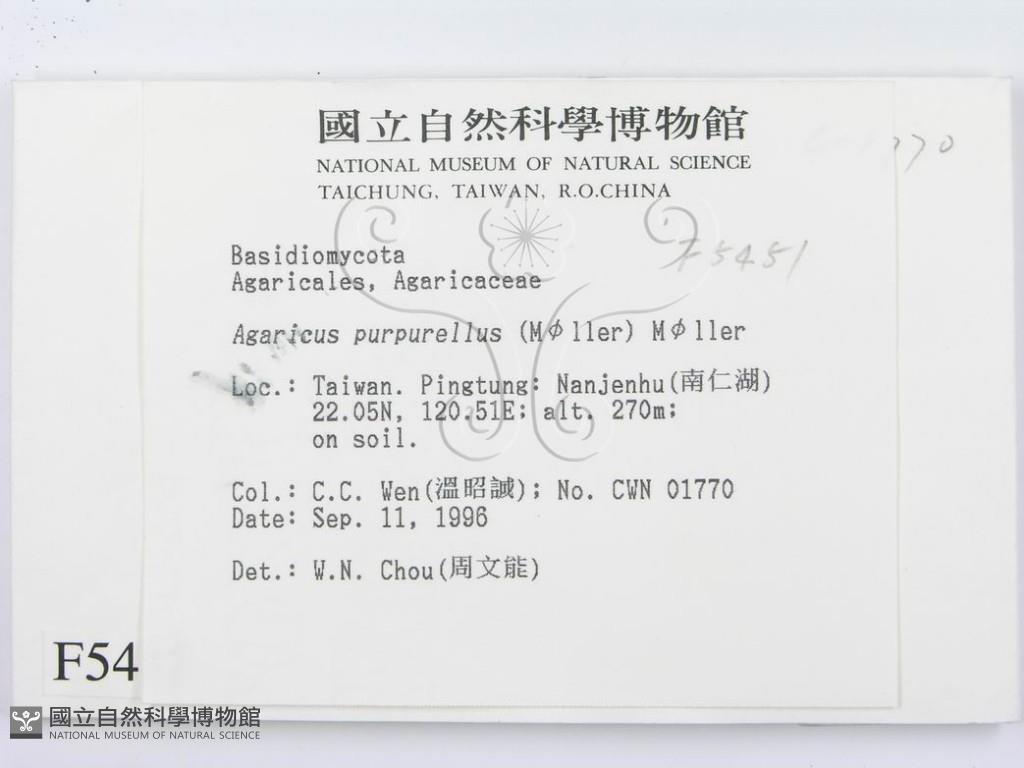 國立自然科學博物館
NATIONAL MUSEUM OF NATURAL SCIENCE
TAICHUNG, TAIWAN, R.O.CHINA
F5451
Basidiomycota
Agaricales, Agaricaceae
Agaricus purpurellus (Mφller) Mφller
Loc.: Taiwan. Pingtung: Nanjenhu(南仁湖)
22.05N, 120.51E; alt. 270m;
on soil.
Col.: C.C. Wen(溫昭誠); No. CWN 01770
Date: Sep. 11, 1996
Det.: W.N. Chou(周文能)
F54
國立自然科學博物館
NATIONAL MUSEUM OF NATURAL SCIENCE